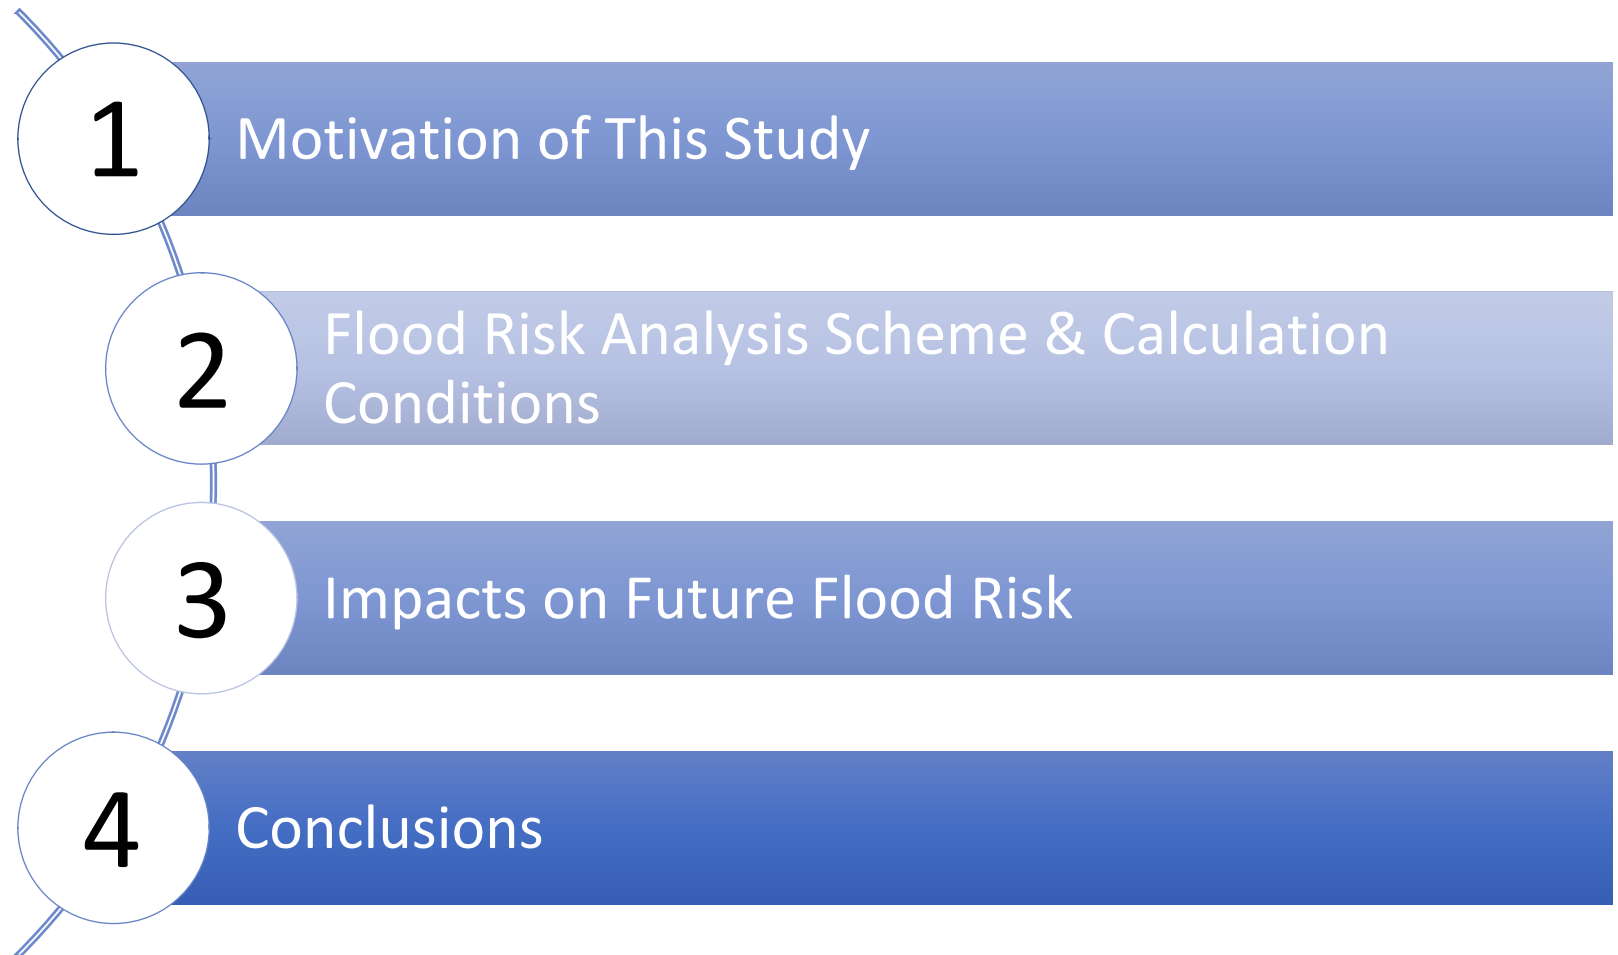 1
Motivation of This Study
2
Flood Risk Analysis Scheme & Calculation
Conditions
3
Impacts on Future Flood Risk
4
Conclusions